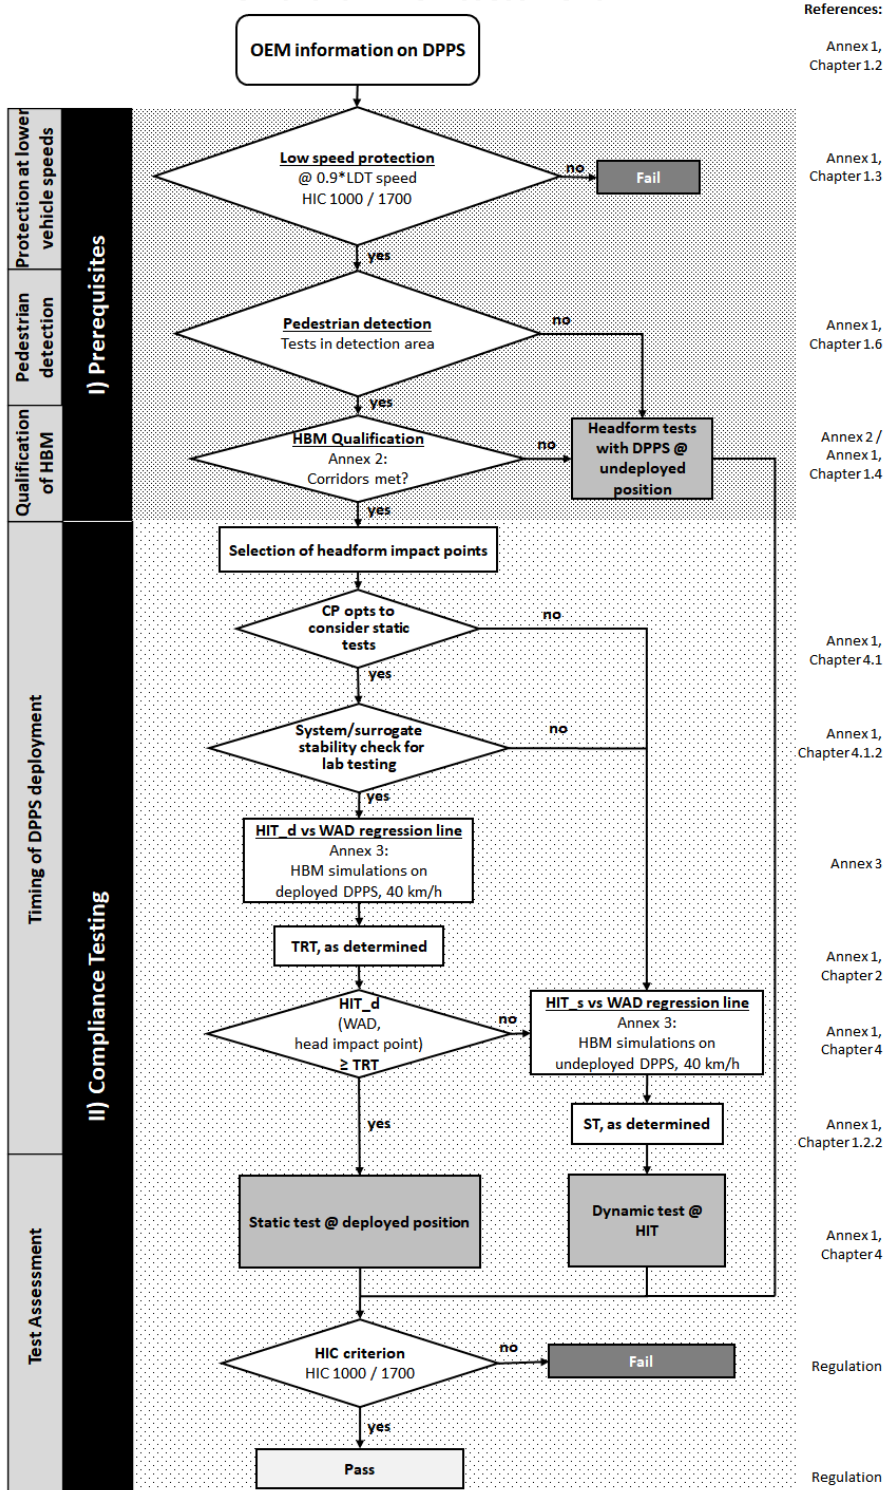 References:
OEM information on DPPS
Annex 1,
Chapter 1.2
Protection at lower
vehicle speeds
Low speed protection
@ 0.9*LDT speed
HIC 1000 / 1700
no
Fail
Annex 1,
Chapter 1.3
yes
I) Prerequisites
Pedestrian
detection
Pedestrian detection
Tests in detection area
no
Annex 1,
Chapter 1.6
yes
Qualification
of HBM
HBM Qualification
Annex 2:
Corridors met?
no
Headform tests
with DPPS @
undeployed
position
Annex 2 /
Annex 1,
Chapter 1.4
yes
Selection of headform impact points
CP opts to
consider static
tests
no
Annex 1,
Chapter 4.1
yes
Timing of DPPS deployment
System/surrogate
stability check for
lab testing
no
Annex 1,
Chapter 4.1.2
yes
II) Compliance Testing
HIT_d vs WAD regression line
Annex 3:
HBM simulations on
deployed DPPS, 40 km/h
Annex 3
TRT, as determined
Annex 1,
Chapter 2
HIT_d
(WAD,
head impact point)
≥ TRT
no
HIT_s vs WAD regression line
Annex 3:
HBM simulations on
undeployed DPPS, 40 km/h
Annex 1,
Chapter 4
yes
ST, as determined
Annex 1,
Chapter 1.2.2
Test Assessment
Static test @ deployed position
Dynamic test @
HIT
Annex 1,
Chapter 4
HIC criterion
HIC 1000 / 1700
no
Fail
Regulation
yes
Pass
Regulation